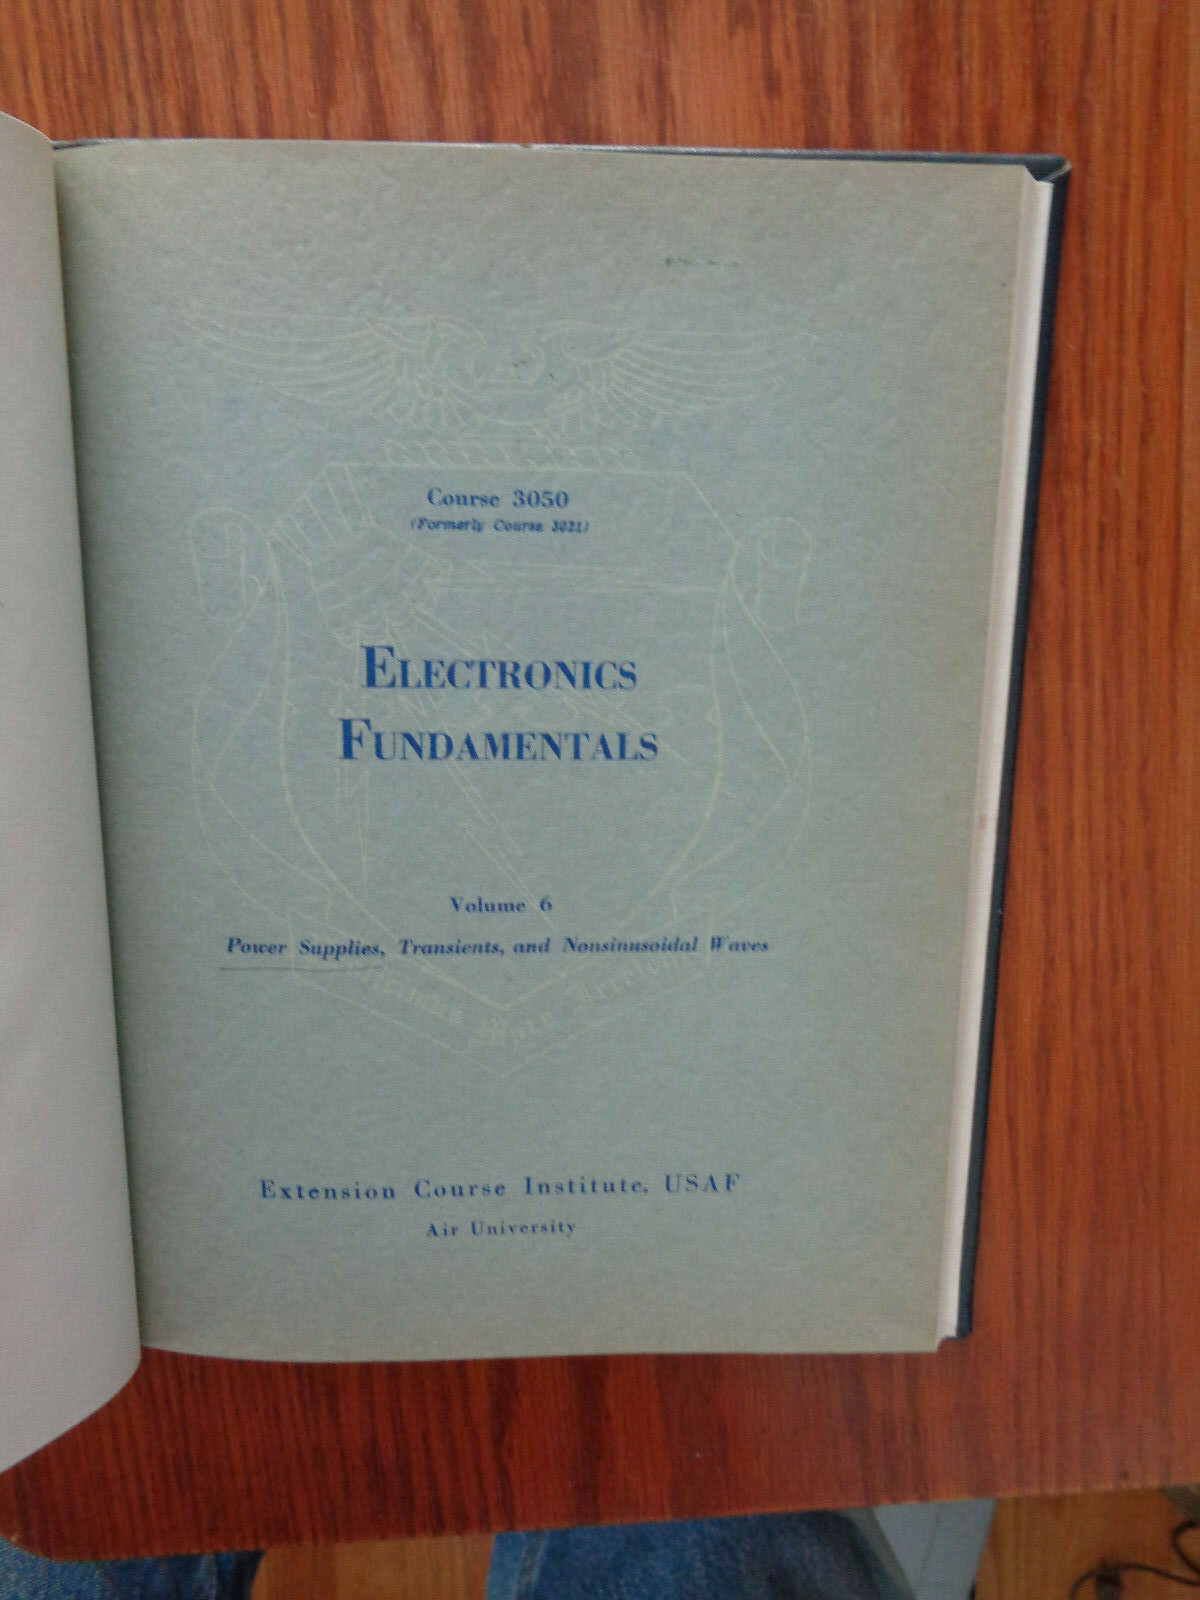 Course 3050
(Formerly Course 3021)
ELECTRONICS
FUNDAMENTALS
Volume 6
Power Supplies, Transients, and Nonsinusoidal Waves
More
Extension Course Institute, USAF
Air University